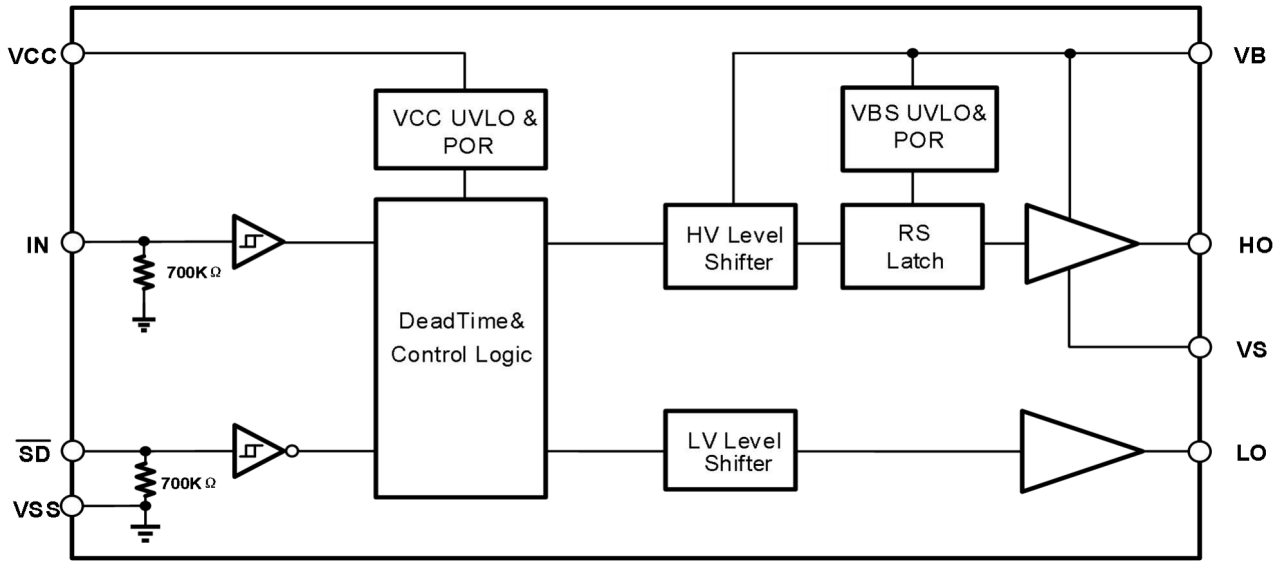 VCC
VB
VCC UVLO &
POR
VBS UVLO&
POR
IN
700KΩ
HV Level
Shifter
RS
Latch
HO
DeadTime&
Control Logic
VS
SD
700KΩ
VSS
LV Level
Shifter
LO